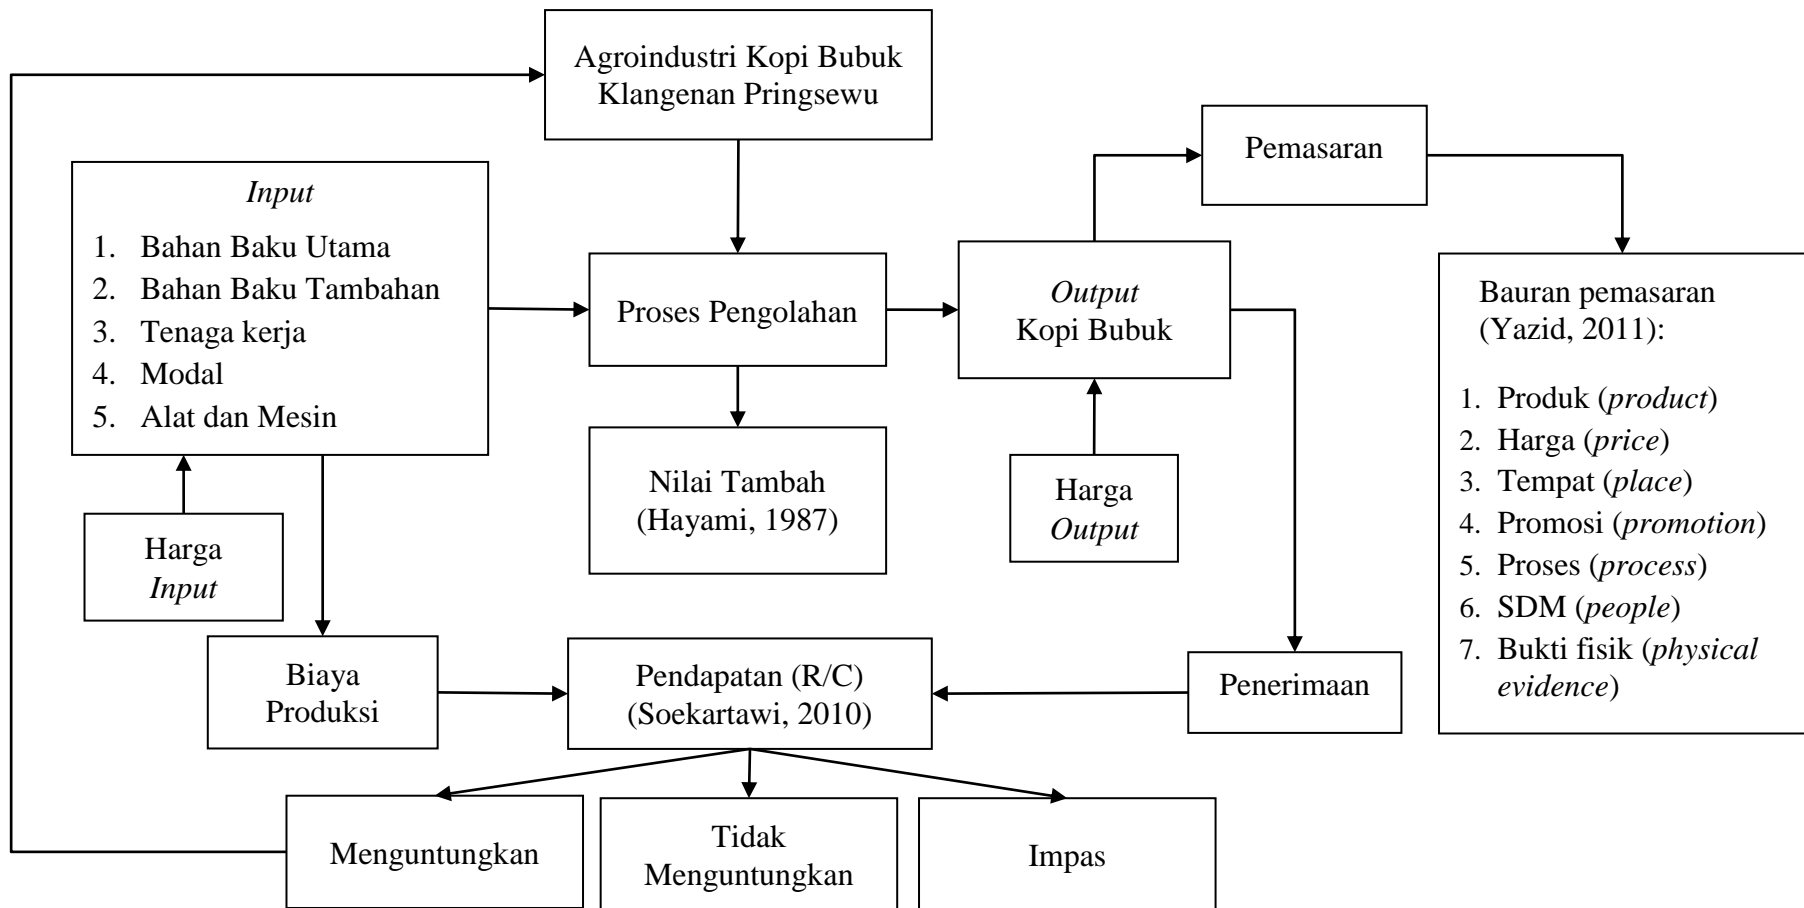 Agroindustri Kopi Bubuk
Klangenan Pringsewu
Pemasaran
Input
1. Bahan Baku Utama
2. Bahan Baku Tambahan
3. Tenaga kerja
4. Modal
5. Alat dan Mesin
Proses Pengolahan
Output
Kopi Bubuk
Bauran pemasaran
(Yazid, 2011):
1. Produk (product)
2. Harga (price)
3. Tempat (place)
4. Promosi (promotion)
5. Proses (process)
6. SDM (people)
7. Bukti fisik (physical
evidence)
Nilai Tambah
(Hayami, 1987)
Harga
Output
Harga
Input
Biaya
Produksi
Pendapatan (R/C)
(Soekartawi, 2010)
Penerimaan
Menguntungkan
Tidak
Menguntungkan
Impas